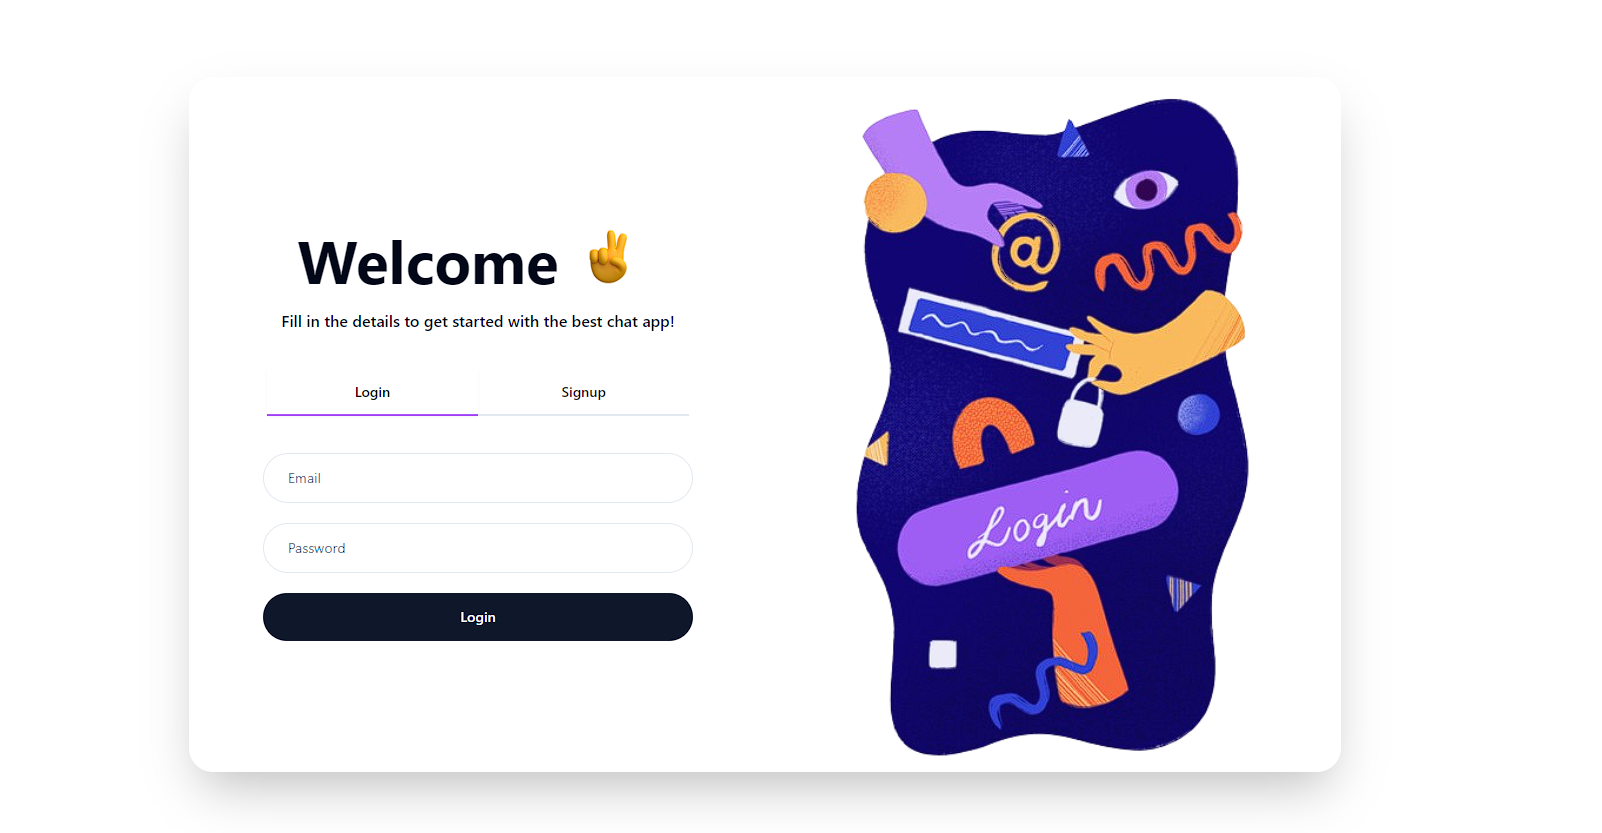 Welcome ✌️
Fill in the details to get started with the best chat app!
Login
Signup
Email
Password
Login
@
Login